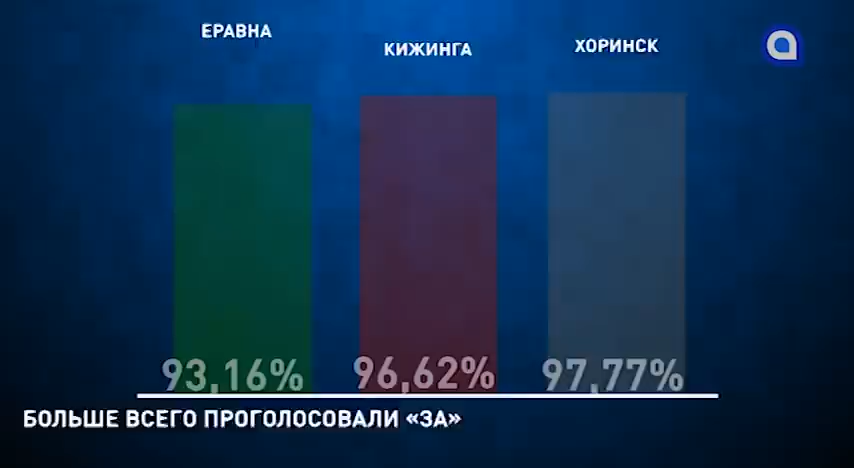 ЕРАВНА
КИЖИНГА
ХОРИНСК
93,16%
96,62%
97,77%
БОЛЬШЕ ВСЕГО ПРОГОЛОСОВАЛИ «ЗА»